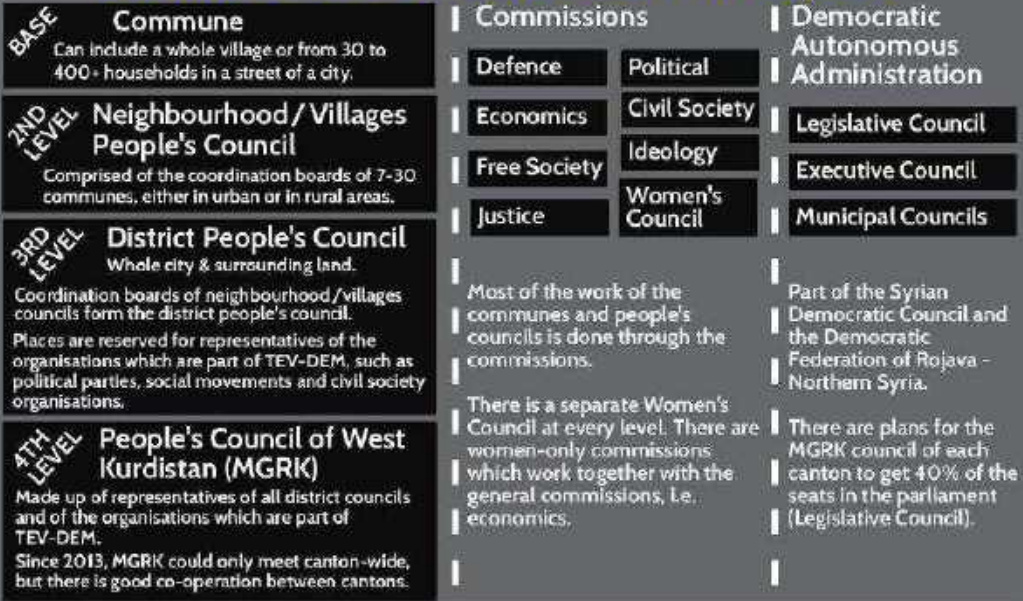 BASE
Commune
Can include a whole village or from 30 to
400+ households in a street of a city.
2ND
LEVEL
Neighbourhood/Villages
People's Council
Comprised of the coordination boards of 7-30
communes, either in urban or in rural areas.
3RD
LEVEL
District People's Council
Whole city & surrounding land.
Coordination boards of neighbourhood/villages
councils form the district people's council.
Places are reserved for representatives of the
organisations which are part of TEV-DEM, such as
political parties, social movements and civil society
organisations.
4TH
LEVEL
People's Council of West
Kurdistan (MGRK)
Made up of representatives of all district councils
and of the organisations which are part of
TEV-DEM.
Since 2013, MGRK could only meet canton-wide,
but there is good co-operation between cantons.
Commissions
Defence
Political
Economics
Civil Society
Free Society
Ideology
Justice
Women's
Council
Most of the work of the
communes and people's
councils is done through the
commissions.
There is a separate Women's
Council at every level. There are
women-only commissions
which work together with the
general commissions, i.e.
economics.
Democratic
Autonomous
Administration
Legislative Council
Executive Council
Municipal Councils
Part of the Syrian
Democratic Council and
the Democratic
Federation of Rojava -
Northern Syria.
There are plans for the
MGRK council of each
canton to get 40% of the
seats in the parliament
(Legislative Council).